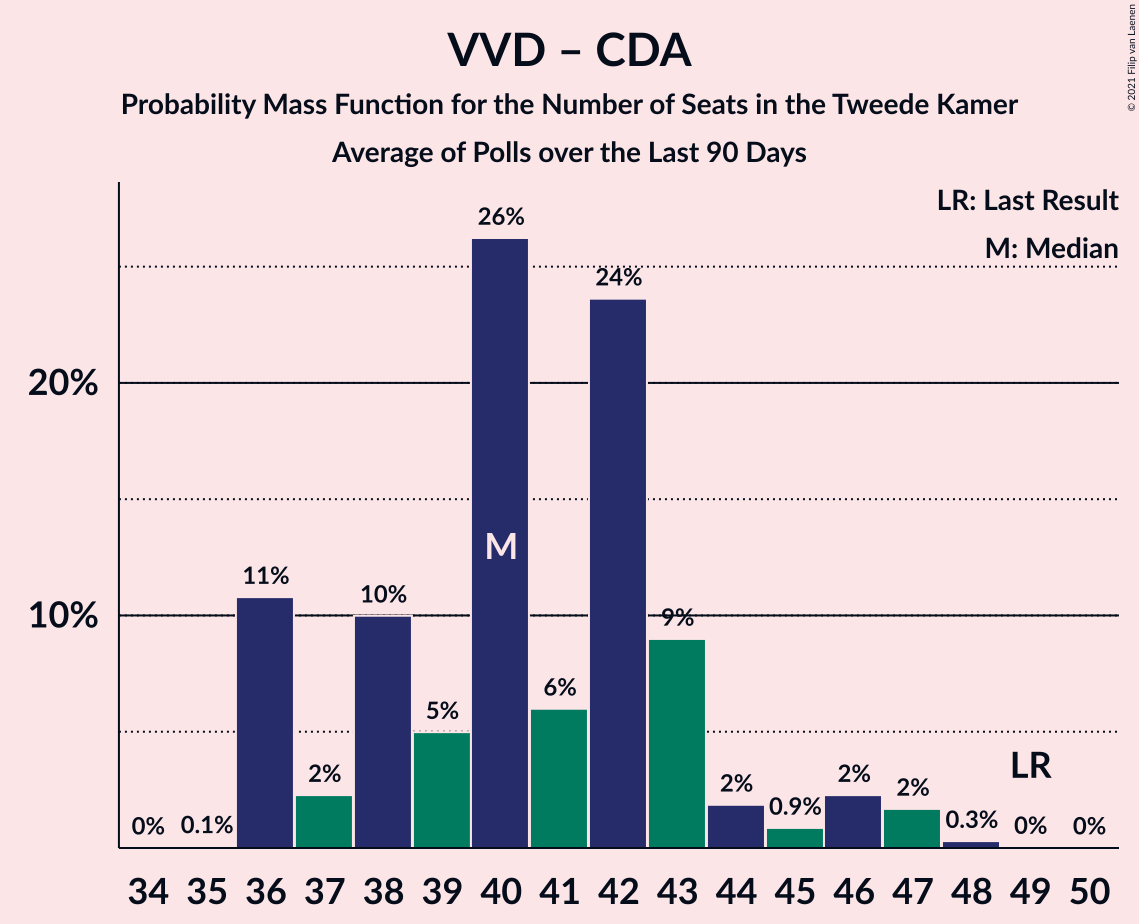 VVD – CDA
Probability Mass Function for the Number of Seats in the Tweede Kamer
Average of Polls over the Last 90 Days
© 2021 Filip van Laenen
LR: Last Result
M: Median
26%
24%
20%
M
11%
10%
10%
9%
6%
5%
LR
2%
2%
2%
2%
0.9%
0%
0.1%
0.3%
0%
0%
34 35 36 37 38 39 40 41 42 43 44 45 46 47 48 49 50